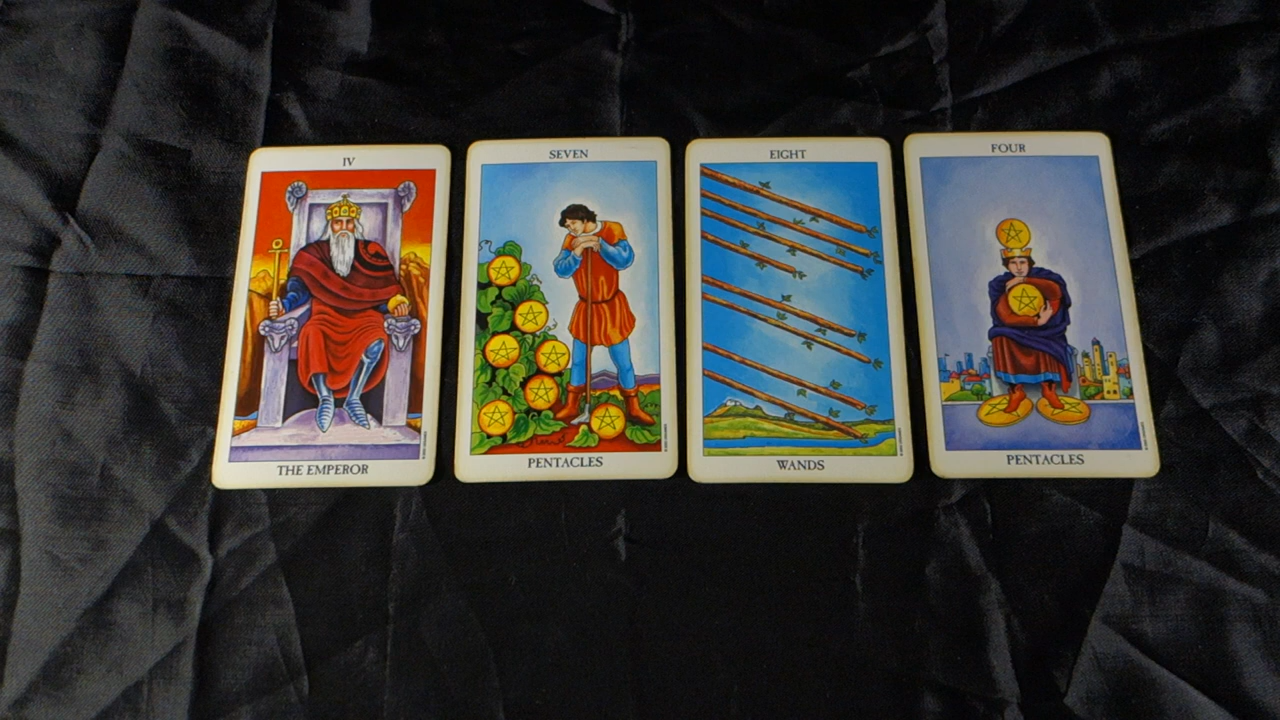 IV
THE EMPEROR
SEVEN
PENTACLES
EIGHT
WANDS
FOUR
PENTACLES